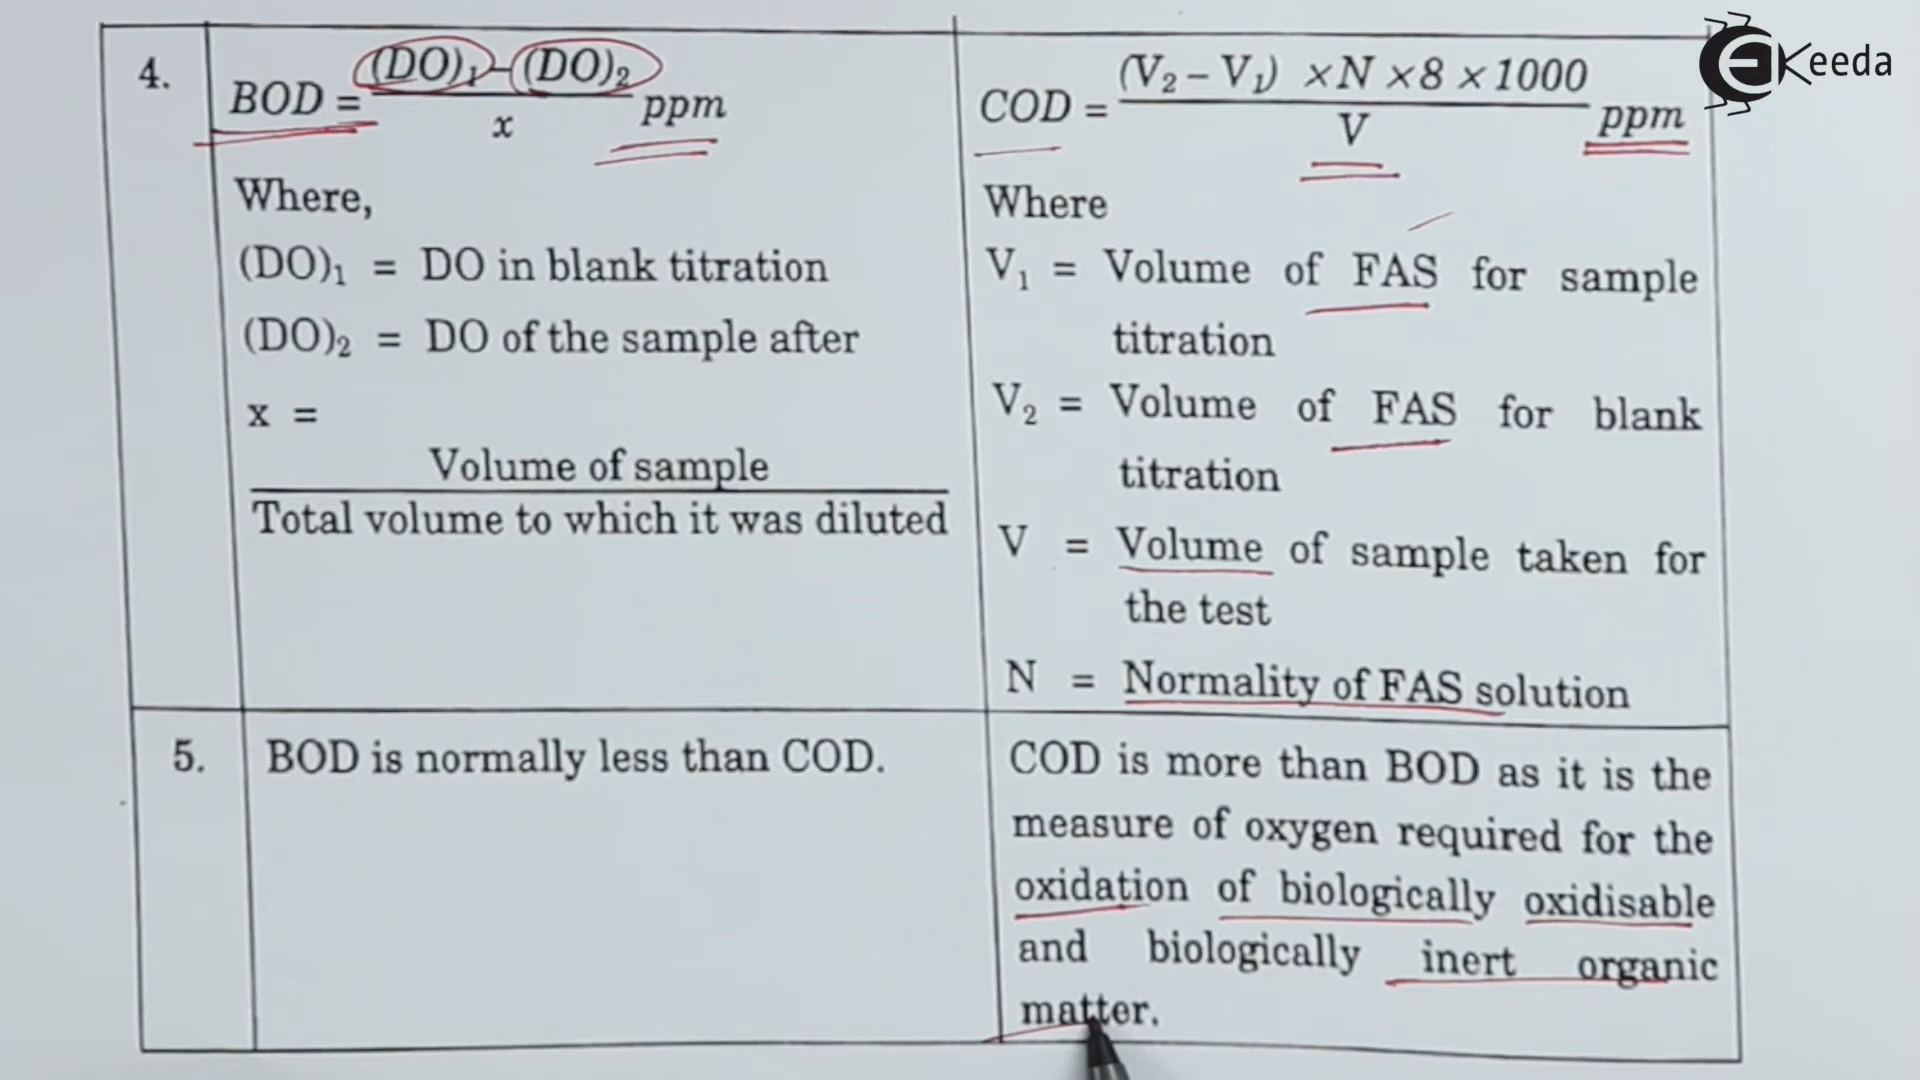 EKeeda
4.
BOD = (DO)₁ – (DO)₂ / x ppm
Where,
(DO)₁ = DO in blank titration
(DO)₂ = DO of the sample after
x =
Volume of sample
Total volume to which it was diluted
COD = (V₂ – V₁) × N × 8 × 1000 / V ppm
Where
V₁ = Volume of FAS for sample
titration
V₂ = Volume of FAS for blank
titration
V = Volume of sample taken for
the test
N = Normality of FAS solution
5.
BOD is normally less than COD.
COD is more than BOD as it is the
measure of oxygen required for the
oxidation of biologically oxidisable
and biologically inert organic
matter.